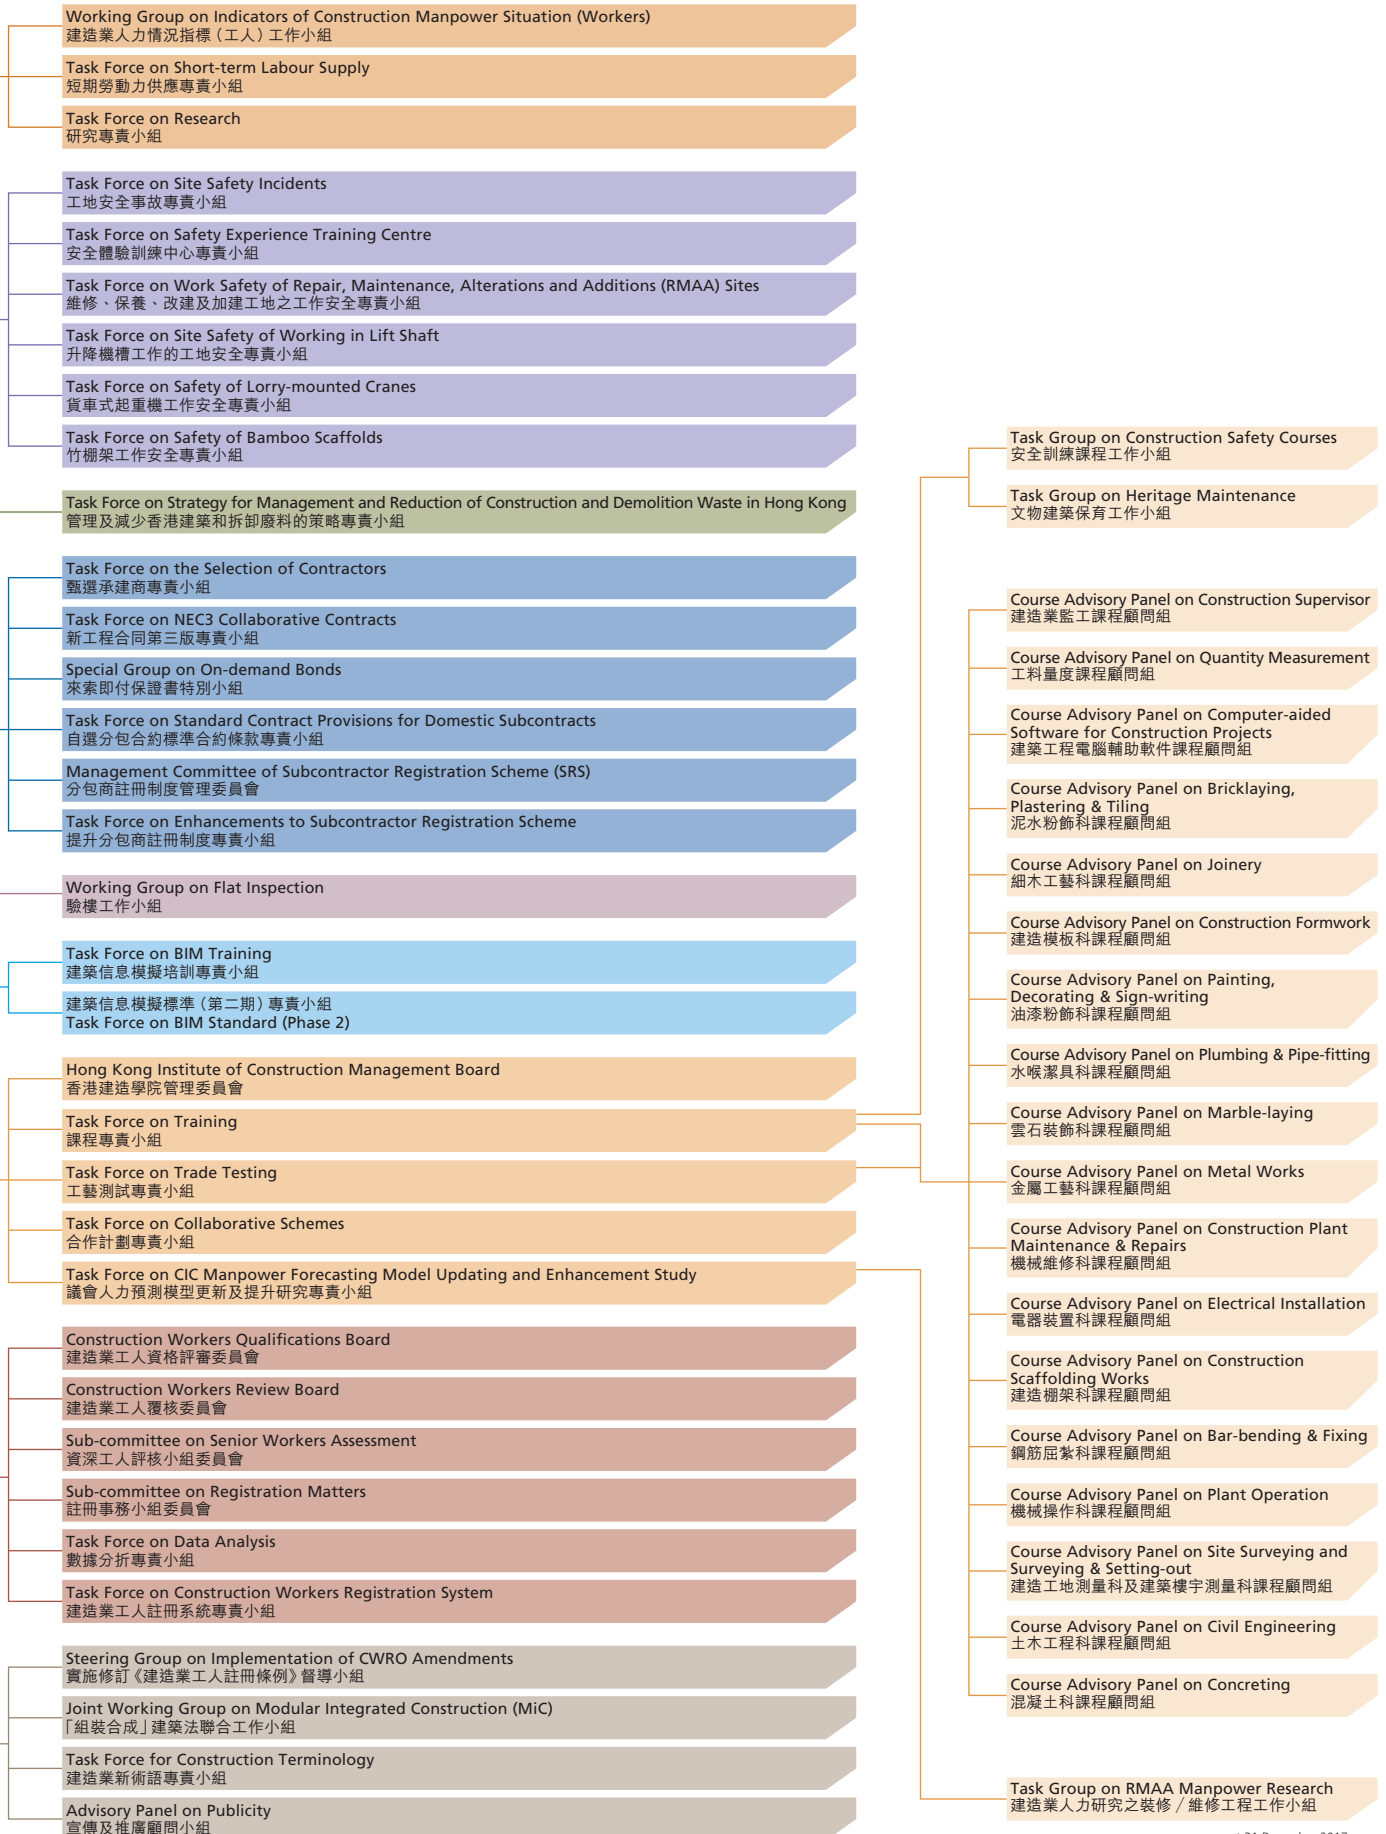 Working Group on Indicators of Construction Manpower Situation (Workers)
建造業人力情況指標（工人）工作小組
Task Force on Short-term Labour Supply
短期勞動力供應專責小組
Task Force on Research
研究專責小組
Task Force on Site Safety Incidents
工地安全事故專責小組
Task Force on Safety Experience Training Centre
安全體驗訓練中心專責小組
Task Force on Work Safety of Repair, Maintenance, Alterations and Additions (RMAA) Sites
維修、保養、改建及加建工地之工作安全專責小組
Task Force on Site Safety of Working in Lift Shaft
升降機槽工作的工地安全專責小組
Task Force on Safety of Lorry-mounted Cranes
貨車式起重機工作安全專責小組
Task Force on Safety of Bamboo Scaffolds
竹棚架工作安全專責小組
Task Force on Strategy for Management and Reduction of Construction and Demolition Waste in Hong Kong
管理及減少香港建築和拆卸廢料的策略專責小組
Task Force on the Selection of Contractors
甄選承建商專責小組
Task Force on NEC3 Collaborative Contracts
新工程合同第三版專責小組
Special Group on On-demand Bonds
來索即付保證書特別小組
Task Force on Standard Contract Provisions for Domestic Subcontracts
自選分包合約標準合約條款專責小組
Management Committee of Subcontractor Registration Scheme (SRS)
分包商註冊制度管理委員會
Task Force on Enhancements to Subcontractor Registration Scheme
提升分包商註冊制度專責小組
Working Group on Flat Inspection
驗樓工作小組
Task Force on BIM Training
建築信息模擬培訓專責小組
建築信息模擬標準（第二期）專責小組
Task Force on BIM Standard (Phase 2)
Hong Kong Institute of Construction Management Board
香港建造學院管理委員會
Task Force on Training
課程專責小組
Task Force on Trade Testing
工藝測試專責小組
Task Force on Collaborative Schemes
合作計劃專責小組
Task Force on CIC Manpower Forecasting Model Updating and Enhancement Study
議會人力預測模型更新及提升研究專責小組
Construction Workers Qualifications Board
建造業工人資格評審委員會
Construction Workers Review Board
建造業工人覆核委員會
Sub-committee on Senior Workers Assessment
資深工人評核小組委員會
Sub-committee on Registration Matters
註冊事務小組委員會
Task Force on Data Analysis
數據分折專責小組
Task Force on Construction Workers Registration System
建造業工人註冊系統專責小組
Steering Group on Implementation of CWRO Amendments
實施修訂《建造業工人註冊條例》督導小組
Joint Working Group on Modular Integrated Construction (MiC)
「組裝合成」建築法聯合工作小組
Task Force for Construction Terminology
建造業新術語專責小組
Advisory Panel on Publicity
宣傳及推廣顧問小組
Task Group on Construction Safety Courses
安全訓練課程工作小組
Task Group on Heritage Maintenance
文物建築保育工作小組
Course Advisory Panel on Construction Supervisor
建造業監工課程顧問組
Course Advisory Panel on Quantity Measurement
工料量度課程顧問組
Course Advisory Panel on Computer-aided
Software for Construction Projects
建築工程電腦輔助軟件課程顧問組
Course Advisory Panel on Bricklaying,
Plastering & Tiling
泥水粉飾科課程顧問組
Course Advisory Panel on Joinery
細木工藝科課程顧問組
Course Advisory Panel on Construction Formwork
建造模板科課程顧問組
Course Advisory Panel on Painting,
Decorating & Sign-writing
油漆粉飾科課程顧問組
Course Advisory Panel on Plumbing & Pipe-fitting
水喉潔具科課程顧問組
Course Advisory Panel on Marble-laying
雲石裝飾科課程顧問組
Course Advisory Panel on Metal Works
金屬工藝科課程顧問組
Course Advisory Panel on Construction Plant
Maintenance & Repairs
機械維修科課程顧問組
Course Advisory Panel on Electrical Installation
電器裝置科課程顧問組
Course Advisory Panel on Construction
Scaffolding Works
建造棚架科課程顧問組
Course Advisory Panel on Bar-bending & Fixing
鋼筋屈紮科課程顧問組
Course Advisory Panel on Plant Operation
機械操作科課程顧問組
Course Advisory Panel on Site Surveying and
Surveying & Setting-out
建造工地測量科及建築樓宇測量科課程顧問組
Course Advisory Panel on Civil Engineering
土木工程科課程顧問組
Course Advisory Panel on Concreting
混凝土科課程顧問組
Task Group on RMAA Manpower Research
建造業人力研究之裝修／維修工程工作小組